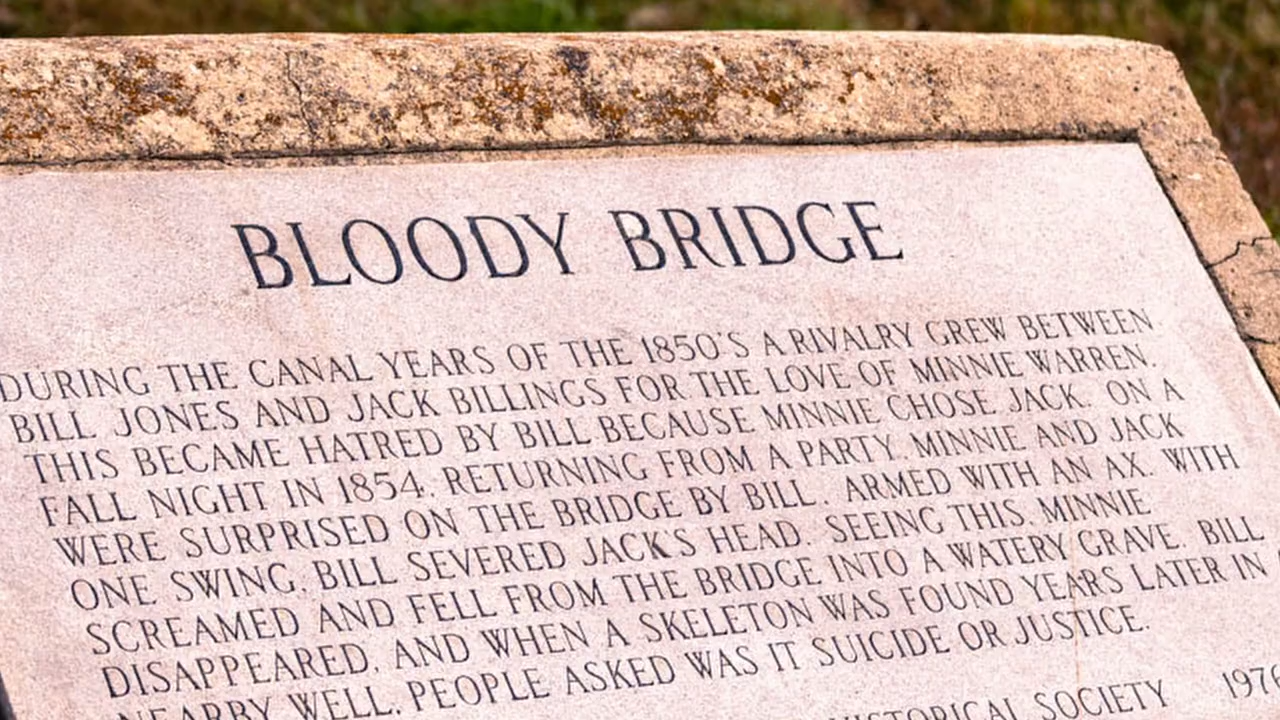 BLOODY BRIDGE
DURING THE CANAL YEARS OF THE 1850'S A RIVALRY GREW BETWEEN
BILL JONES AND JACK BILLINGS FOR THE LOVE OF MINNIE WARREN.
THIS BECAME HATRED BY BILL BECAUSE MINNIE CHOSE JACK. ON A
FALL NIGHT IN 1854, RETURNING FROM A PARTY, MINNIE AND JACK
WERE SURPRISED ON THE BRIDGE BY BILL, ARMED WITH AN AX. WITH
ONE SWING, BILL SEVERED JACK'S HEAD. SEEING THIS, MINNIE
SCREAMED AND FELL FROM THE BRIDGE INTO A WATERY GRAVE. BILL
DISAPPEARED, AND WHEN A SKELETON WAS FOUND YEARS LATER IN
NEARBY WELL, PEOPLE ASKED WAS IT SUICIDE OR JUSTICE.
HISTORICAL SOCIETY 1976